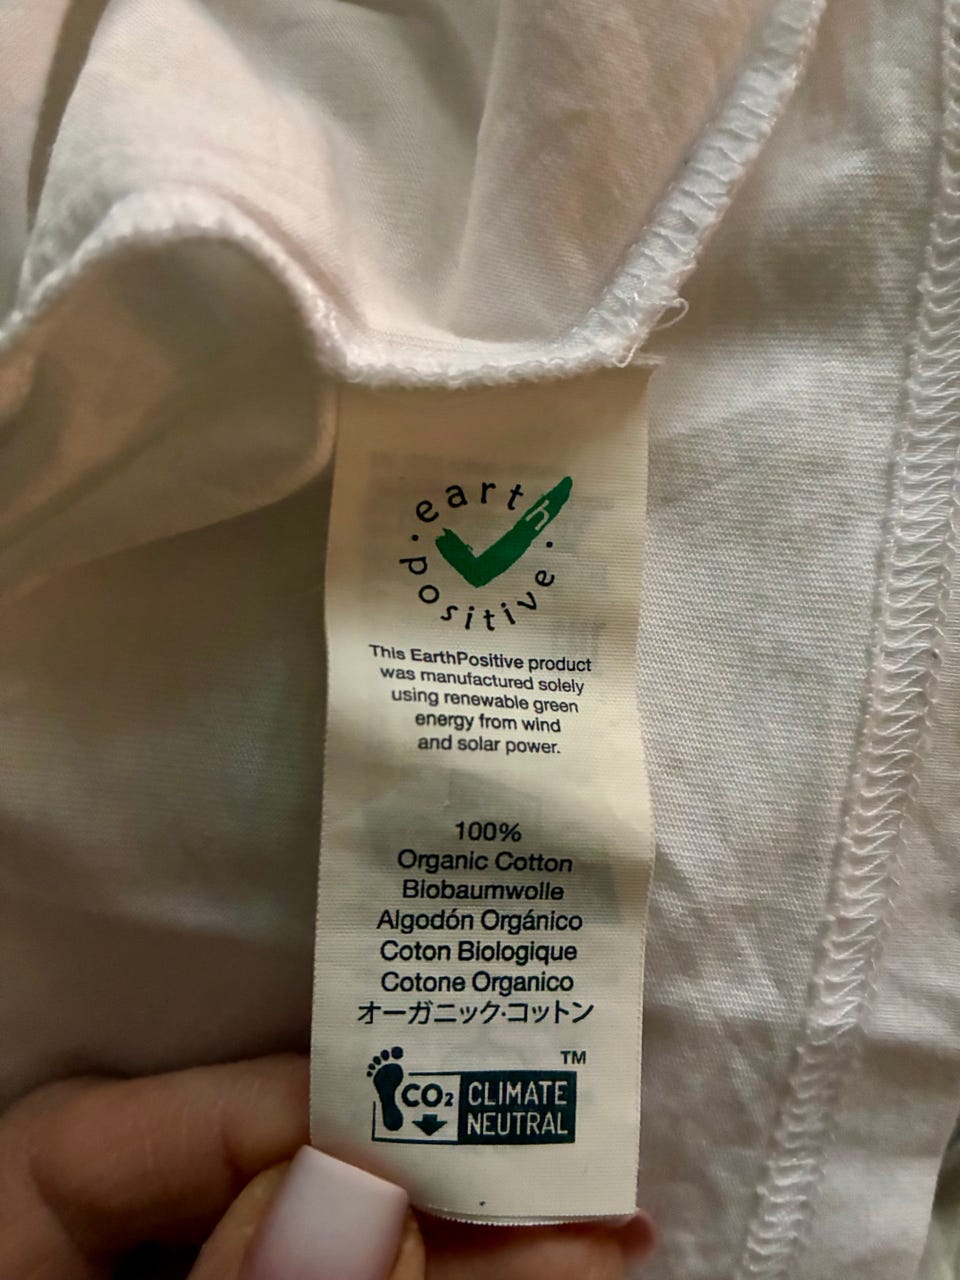 earth
positive
This EarthPositive product
was manufactured solely
using renewable green
energy from wind
and solar power.
100%
Organic Cotton
Biobaumwolle
Algodón Orgánico
Coton Biologique
Cotone Organico
オーガニック·コットン
TM
CO₂ CLIMATE
NEUTRAL